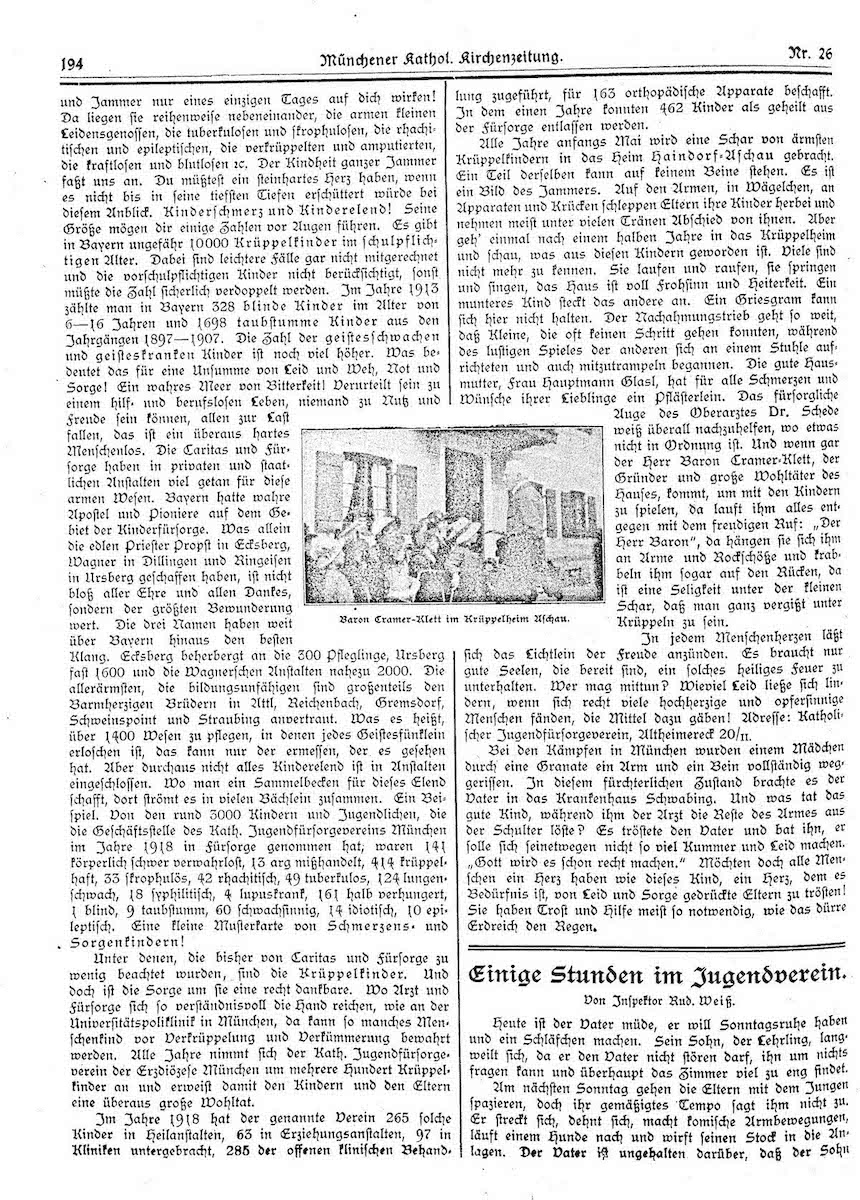 194
Münchener Kathol. Kirchenzeitung.
Nr. 26
und Jammer nur eines einzigen Tages auf dich wirken!
Da liegen sie reihenweise nebeneinander, die armen kleinen
Leidensgenossen, die tuberkulosen und skrophulosen, die rhachi-
tischen und epileptischen, die verkrüppelten und amputierten,
die kraftlosen und blutlosen ꝛc. Der Kindheit ganzer Jammer
faßt uns an. Du müßtest ein steinhartes Herz haben, wenn
es nicht bis in seine tiefsten Tiefen erschüttert würde bei
diesem Anblick. Kinderschmerz und Kinderelend! Seine
Größe mögen dir einige Zahlen vor Augen führen. Es gibt
in Bayern ungefähr 10000 Krüppelkinder im schulpflich-
tigen Alter. Dabei sind leichtere Fälle gar nicht mitgerechnet
und die vorschulpflichtigen Kinder nicht berücksichtigt, sonst
müßte die Zahl sicherlich verdoppelt werden. Im Jahre 1913
zählte man in Bayern 328 blinde Kinder im Alter von
6—16 Jahren und 1698 taubstumme Kinder aus den
Jahrgängen 1897—1907. Die Zahl der geistesschwachen
und geisteskranken Kinder ist noch viel höher. Was be-
deutet das für eine Unsumme von Leid und Weh, Not und
Sorge! Ein wahres Meer von Bitterkeit! Verurteilt sein zu
einem hilf- und berufslosen Leben, niemand zu Nutz und
Freude sein können, allen zur Last
fallen, das ist ein überaus hartes
Menschenlos. Die Caritas und Für-
sorge haben in privaten und staat-
lichen Anstalten viel getan für diese
armen Wesen. Bayern hatte wahre
Apostel und Pioniere auf dem Ge-
biet der Kinderfürsorge. Was allein
die edlen Priester Propst in Ecksberg,
Wagner in Dillingen und Ringeisen
in Ursberg geschaffen haben, ist nicht
bloß aller Ehre und allen Dankes,
sondern der größten Bewunderung
wert. Die drei Namen haben weit
über Bayern hinaus den besten
Klang. Ecksberg beherbergt an die 300 Pfleglinge, Ursberg
fast 1600 und die Wagnerschen Anstalten nahezu 2000. Die
allerärmsten, die bildungsunfähigen sind großenteils den
Barmherzigen Brüdern in Attl, Reichenbach, Gremsdorf,
Schweinspoint und Straubing anvertraut. Was es heißt,
über 1400 Wesen zu pflegen, in denen jedes Geistesfünklein
erloschen ist, das kann nur der ermessen, der es gesehen
hat. Aber durchaus nicht alles Kinderelend ist in Anstalten
eingeschlossen. Wo man ein Sammelbecken für dieses Elend
schafft, dort strömt es in vielen Bächlein zusammen. Ein Bei-
spiel. Von den rund 3000 Kindern und Jugendlichen, die
die Geschäftsstelle des Kath. Jugendfürsorgevereins München
im Jahre 1918 in Fürsorge genommen hat, waren 141
körperlich schwer verwahrlost, 13 arg mißhandelt, 414 krüppel-
haft, 33 skrophulös, 42 rhachitisch, 49 tuberkulos, 124 lungen-
schwach, 18 syphilitisch, 4 lupuskrank, 161 halb verhungert,
1 blind, 9 taubstumm, 60 schwachsinnig, 14 idiotisch, 10 epi-
leptisch. Eine kleine Musterkarte von Schmerzens- und
Sorgenkindern!
Unter denen, die bisher von Caritas und Fürsorge zu
wenig beachtet wurden, sind die Krüppelkinder. Und
doch ist die Sorge um sie eine recht dankbare. Wo Arzt und
Fürsorge sich so verständnisvoll die Hand reichen, wie an der
Universitätspoliklinik in München, da kann so manches Men-
schenkind vor Verkrüppelung und Verkümmerung bewahrt
werden. Alle Jahre nimmt sich der Kath. Jugendfürsorge-
verein der Erzdiözese München um mehrere Hundert Krüppel-
kinder an und erweist damit den Kindern und den Eltern
eine überaus große Wohltat.
Im Jahre 1918 hat der genannte Verein 265 solche
Kinder in Heilanstalten, 63 in Erziehungsanstalten, 97 in
Kliniken untergebracht, 285 der offenen klinischen Behand-
lung zugeführt, für 163 orthopädische Apparate beschafft.
In dem einen Jahre konnten 462 Kinder als geheilt aus
der Fürsorge entlassen werden.
Alle Jahre anfangs Mai wird eine Schar von ärmsten
Krüppelkindern in das Heim Haindorf-Aschau gebracht.
Ein Teil derselben kann auf keinem Beine stehen. Es ist
ein Bild des Jammers. Auf den Armen, in Wägelchen, an
Apparaten und Krücken schleppen Eltern ihre Kinder herbei und
nehmen meist unter vielen Tränen Abschied von ihnen. Aber
geh' einmal nach einem halben Jahre in das Krüppelheim
und schau, was aus diesen Kindern geworden ist. Viele sind
nicht mehr zu kennen. Sie laufen und raufen, sie springen
und singen, das Haus ist voll Frohsinn und Heiterkeit. Ein
munteres Kind steckt das andere an. Ein Griesgram kann
sich hier nicht halten. Der Nachahmungstrieb geht so weit,
daß Kleine, die oft keinen Schritt gehen konnten, während
des lustigen Spieles der anderen sich an einem Stuhle auf-
richteten und auch mitzutrampeln begannen. Die gute Haus-
mutter, Frau Hauptmann Glasl, hat für alle Schmerzen und
Wünsche ihrer Lieblinge ein Pflästerlein. Das fürsorgliche
Auge des Oberarztes Dr. Schede
weiß überall nachzuhelfen, wo etwas
nicht in Ordnung ist. Und wenn gar
der Herr Baron Cramer-Klett, der
Gründer und große Wohltäter des
Hauses, kommt, um mit den Kindern
zu spielen, da lauft ihm alles ent-
gegen mit dem freudigen Ruf: „Der
Herr Baron“, da hängen sie sich ihm
an Arme und Rockschöße und krab-
beln ihm sogar auf den Rücken, da
ist eine Seligkeit unter der kleinen
Schar, daß man ganz vergißt unter
Krüppeln zu sein.
Baron Cramer-Klett im Krüppelheim Aschau.
In jedem Menschenherzen läßt
sich das Lichtlein der Freude anzünden. Es braucht nur
gute Seelen, die bereit sind, ein solches heiliges Feuer zu
unterhalten. Wer mag mittun? Wieviel Leid ließe sich lin-
dern, wenn sich recht viele hochherzige und opfersinnige
Menschen fänden, die Mittel dazu gäben! Adresse: Katholi-
scher Jugendfürsorgeverein, Altheimereck 20/II.
Bei den Kämpfen in München wurden einem Mädchen
durch eine Granate ein Arm und ein Bein vollständig weg-
gerissen. In diesem fürchterlichen Zustand brachte es der
Vater in das Krankenhaus Schwabing. Und was tat das
gute Kind, während ihm der Arzt die Reste des Armes aus
der Schulter löste? Es tröstete den Vater und bat ihn, er
solle sich seinetwegen nicht so viel Kummer und Leid machen.
„Gott wird es schon recht machen.“ Möchten doch alle Men-
schen ein Herz haben wie dieses Kind, ein Herz, dem es
Bedürfnis ist, von Leid und Sorge gedrückte Eltern zu trösten!
Sie haben Trost und Hilfe meist so notwendig, wie das dürre
Erdreich den Regen.
Einige Stunden im Jugendverein.
Von Inspektor Rud. Weiß.
Heute ist der Vater müde, er will Sonntagsruhe haben
und ein Schläfchen machen. Sein Sohn, der Lehrling, lang-
weilt sich, da er den Vater nicht stören darf, ihn um nichts
fragen kann und überhaupt das Zimmer viel zu eng findet.
Am nächsten Sonntag gehen die Eltern mit dem Jungen
spazieren, doch ihr gemäßigtes Tempo sagt ihm nicht zu.
Er streckt sich, dehnt sich, macht komische Armbewegungen,
läuft einem Hunde nach und wirft seinen Stock in die An-
lagen. Der Vater ist ungehalten darüber, daß der Sohn